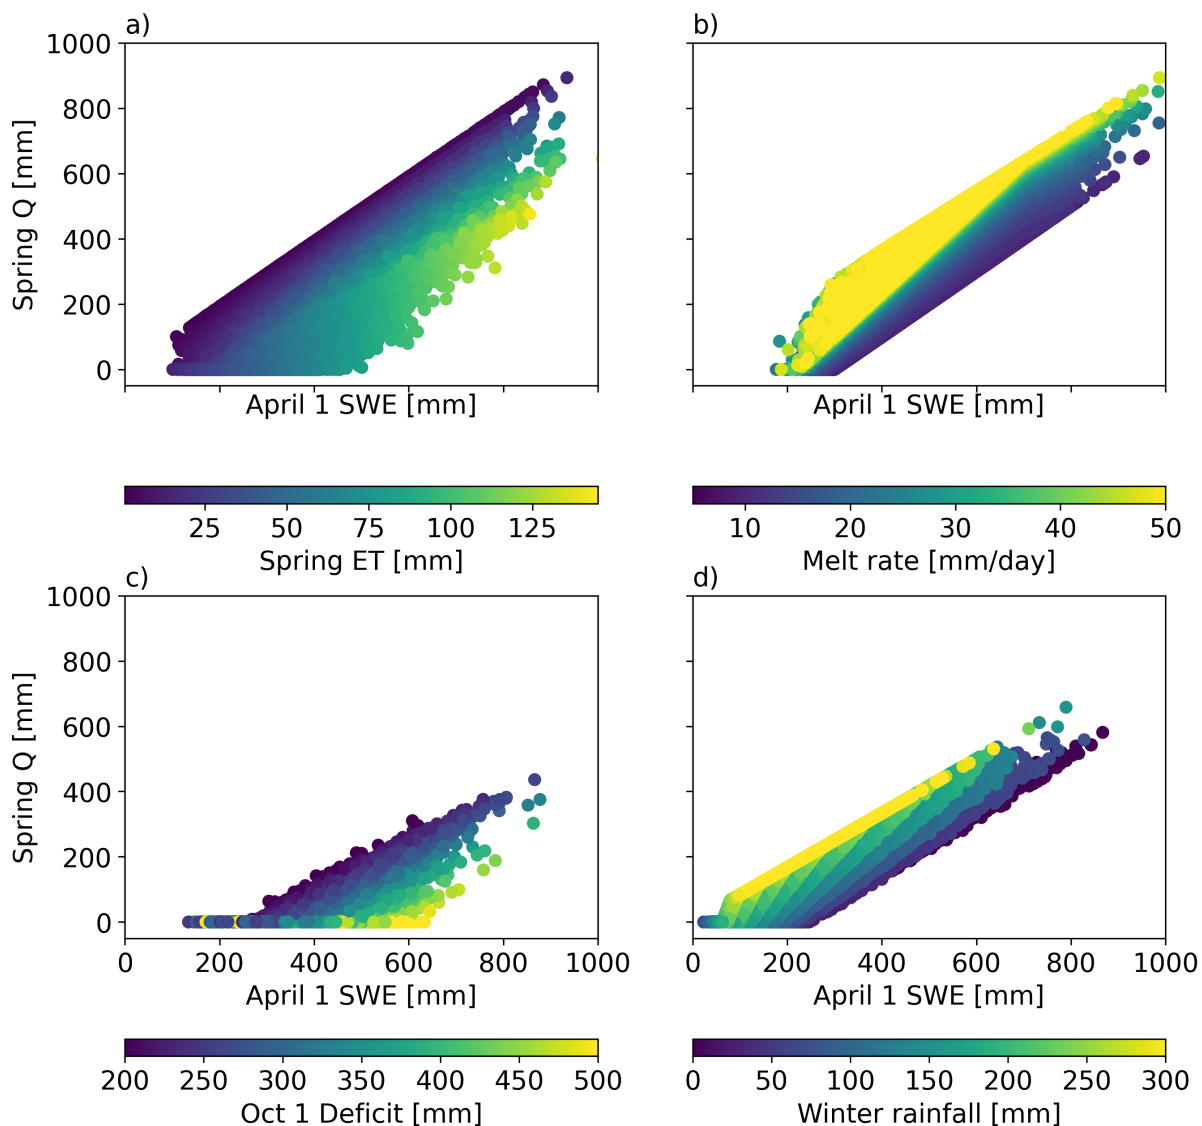 a)
b)
1000
800
600
400
200
0
Spring Q [mm]
April 1 SWE [mm]
April 1 SWE [mm]
25 50 75 100 125
Spring ET [mm]
10 20 30 40 50
Melt rate [mm/day]
c)
d)
1000
800
600
400
200
0
Spring Q [mm]
0 200 400 600 800 1000
April 1 SWE [mm]
0 200 400 600 800 1000
April 1 SWE [mm]
200 250 300 350 400 450 500
Oct 1 Deficit [mm]
0 50 100 150 200 250 300
Winter rainfall [mm]